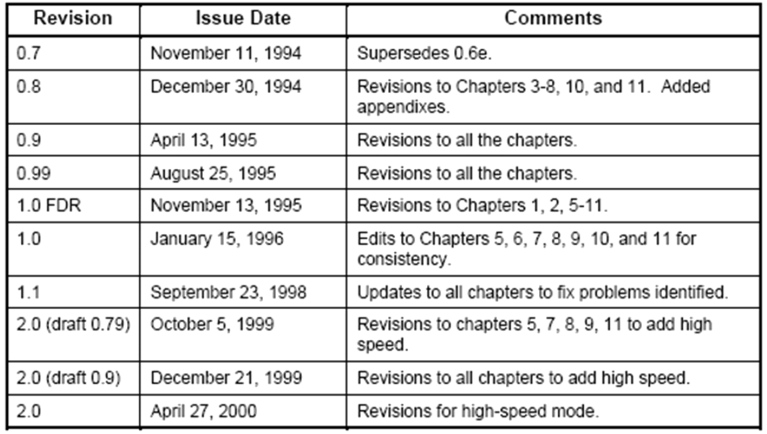 Revision Issue Date Comments
0.7 November 11, 1994 Supersedes 0.6e.
0.8 December 30, 1994 Revisions to Chapters 3-8, 10, and 11. Added
appendixes.
0.9 April 13, 1995 Revisions to all the chapters.
0.99 August 25, 1995 Revisions to all the chapters.
1.0 FDR November 13, 1995 Revisions to Chapters 1, 2, 5-11.
1.0 January 15, 1996 Edits to Chapters 5, 6, 7, 8, 9, 10, and 11 for
consistency.
1.1 September 23, 1998 Updates to all chapters to fix problems identified.
2.0 (draft 0.79) October 5, 1999 Revisions to chapters 5, 7, 8, 9, 11 to add high
speed.
2.0 (draft 0.9) December 21, 1999 Revisions to all chapters to add high speed.
2.0 April 27, 2000 Revisions for high-speed mode.